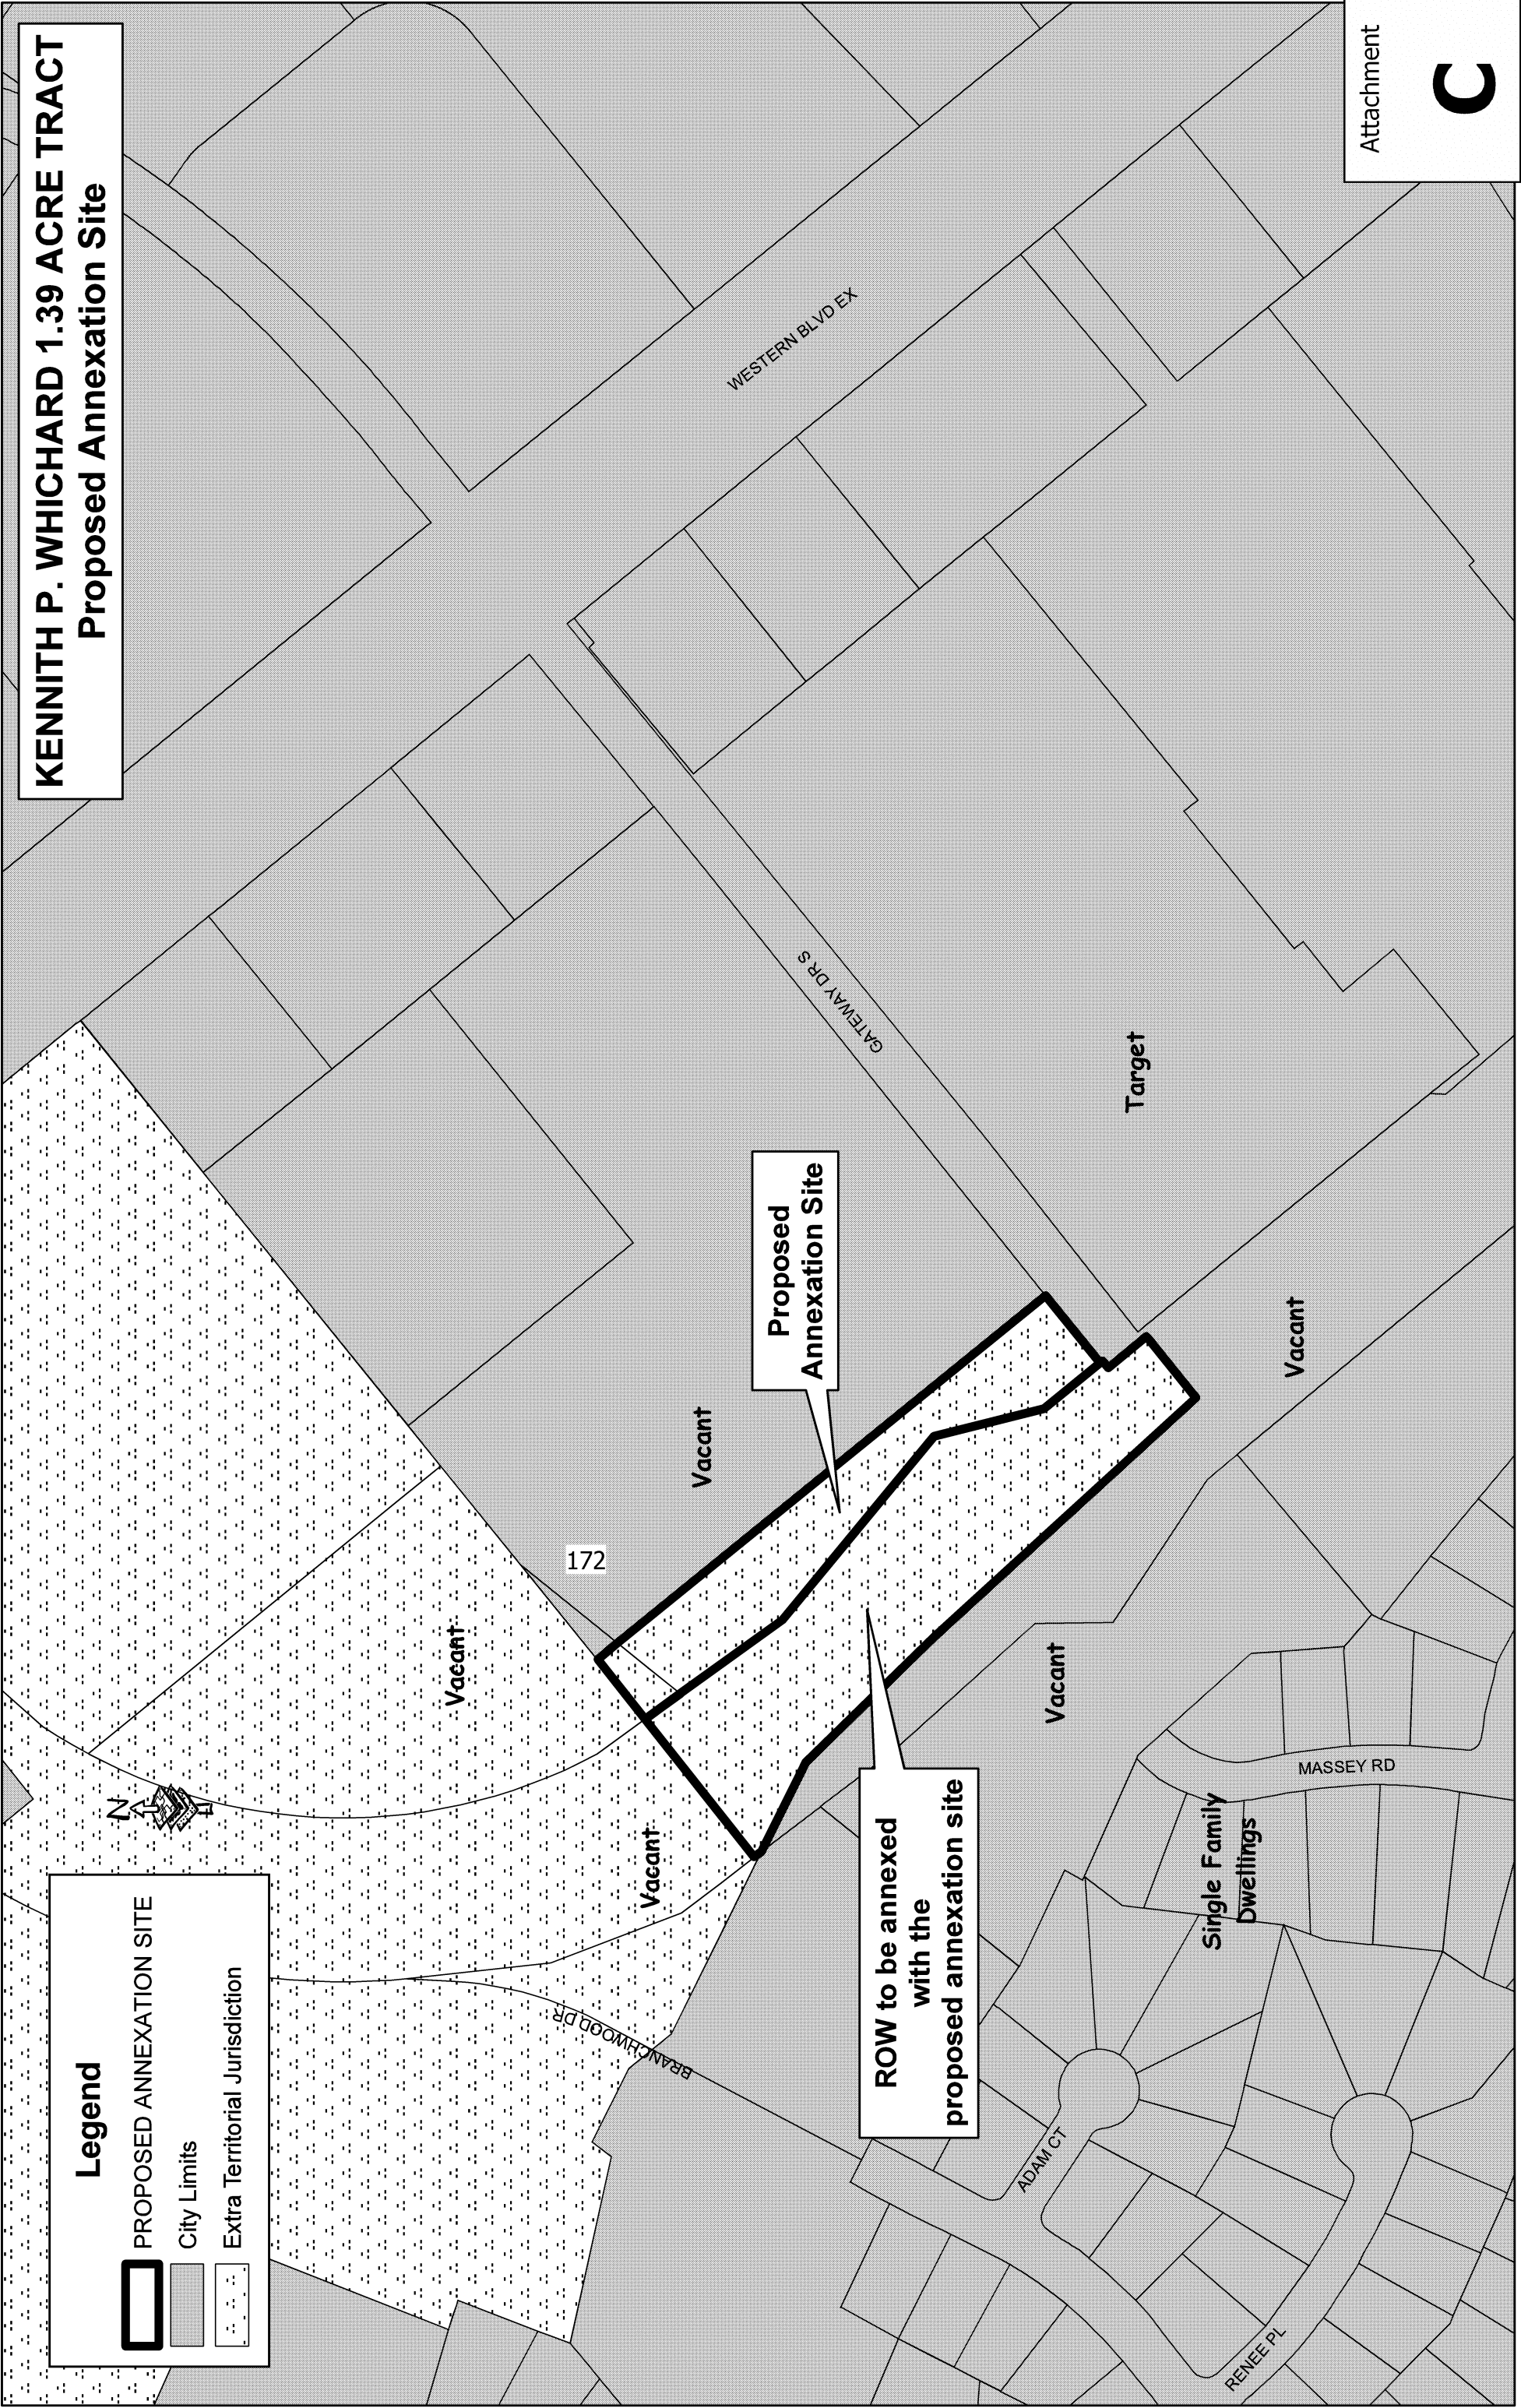 KENNITH P. WHICHARD 1.39 ACRE TRACT
Proposed Annexation Site
Legend
PROPOSED ANNEXATION SITE
City Limits
Extra Territorial Jurisdiction
N
WESTERN BLVD EX
GATEWAY DR S
Target
Proposed
Annexation Site
Vacant
172
Vacant
Vacant
Vacant
Vacant
BRANCHWOOD DR
ROW to be annexed
with the
proposed annexation site
MASSEY RD
Single Family
Dwellings
ADAM CT
RENEE PL
Attachment
C